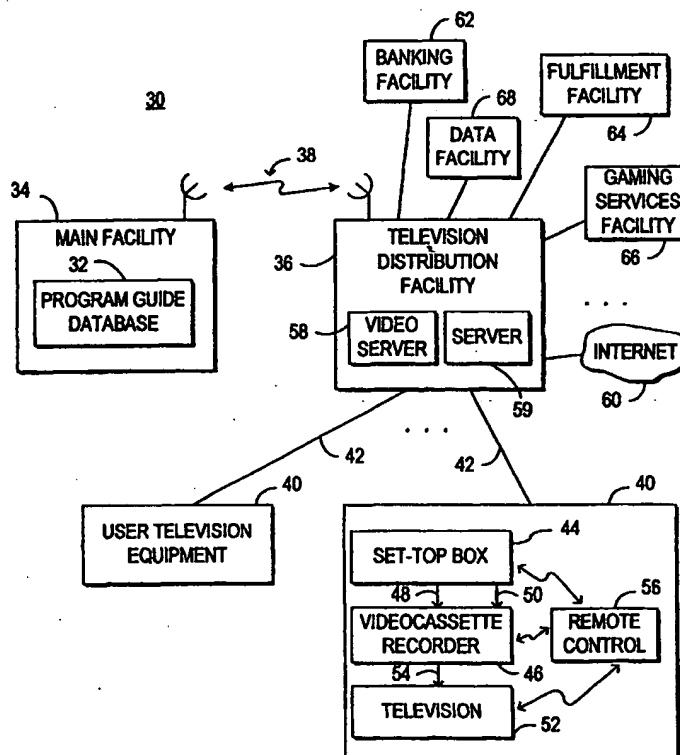 62
BANKING
FACILITY
FULFILLMENT
FACILITY
64
68
DATA
FACILITY
30
38
GAMING
SERVICES
FACILITY
66
34
MAIN FACILITY
32
PROGRAM GUIDE
DATABASE
36
TELEVISION
DISTRIBUTION
FACILITY
58
VIDEO
SERVER
SERVER
59
. . .
INTERNET
60
42
. . .
42
40
USER TELEVISION
EQUIPMENT
40
44
SET-TOP BOX
48
50
56
VIDEOCASSETTE
RECORDER
REMOTE
CONTROL
54
46
TELEVISION
52